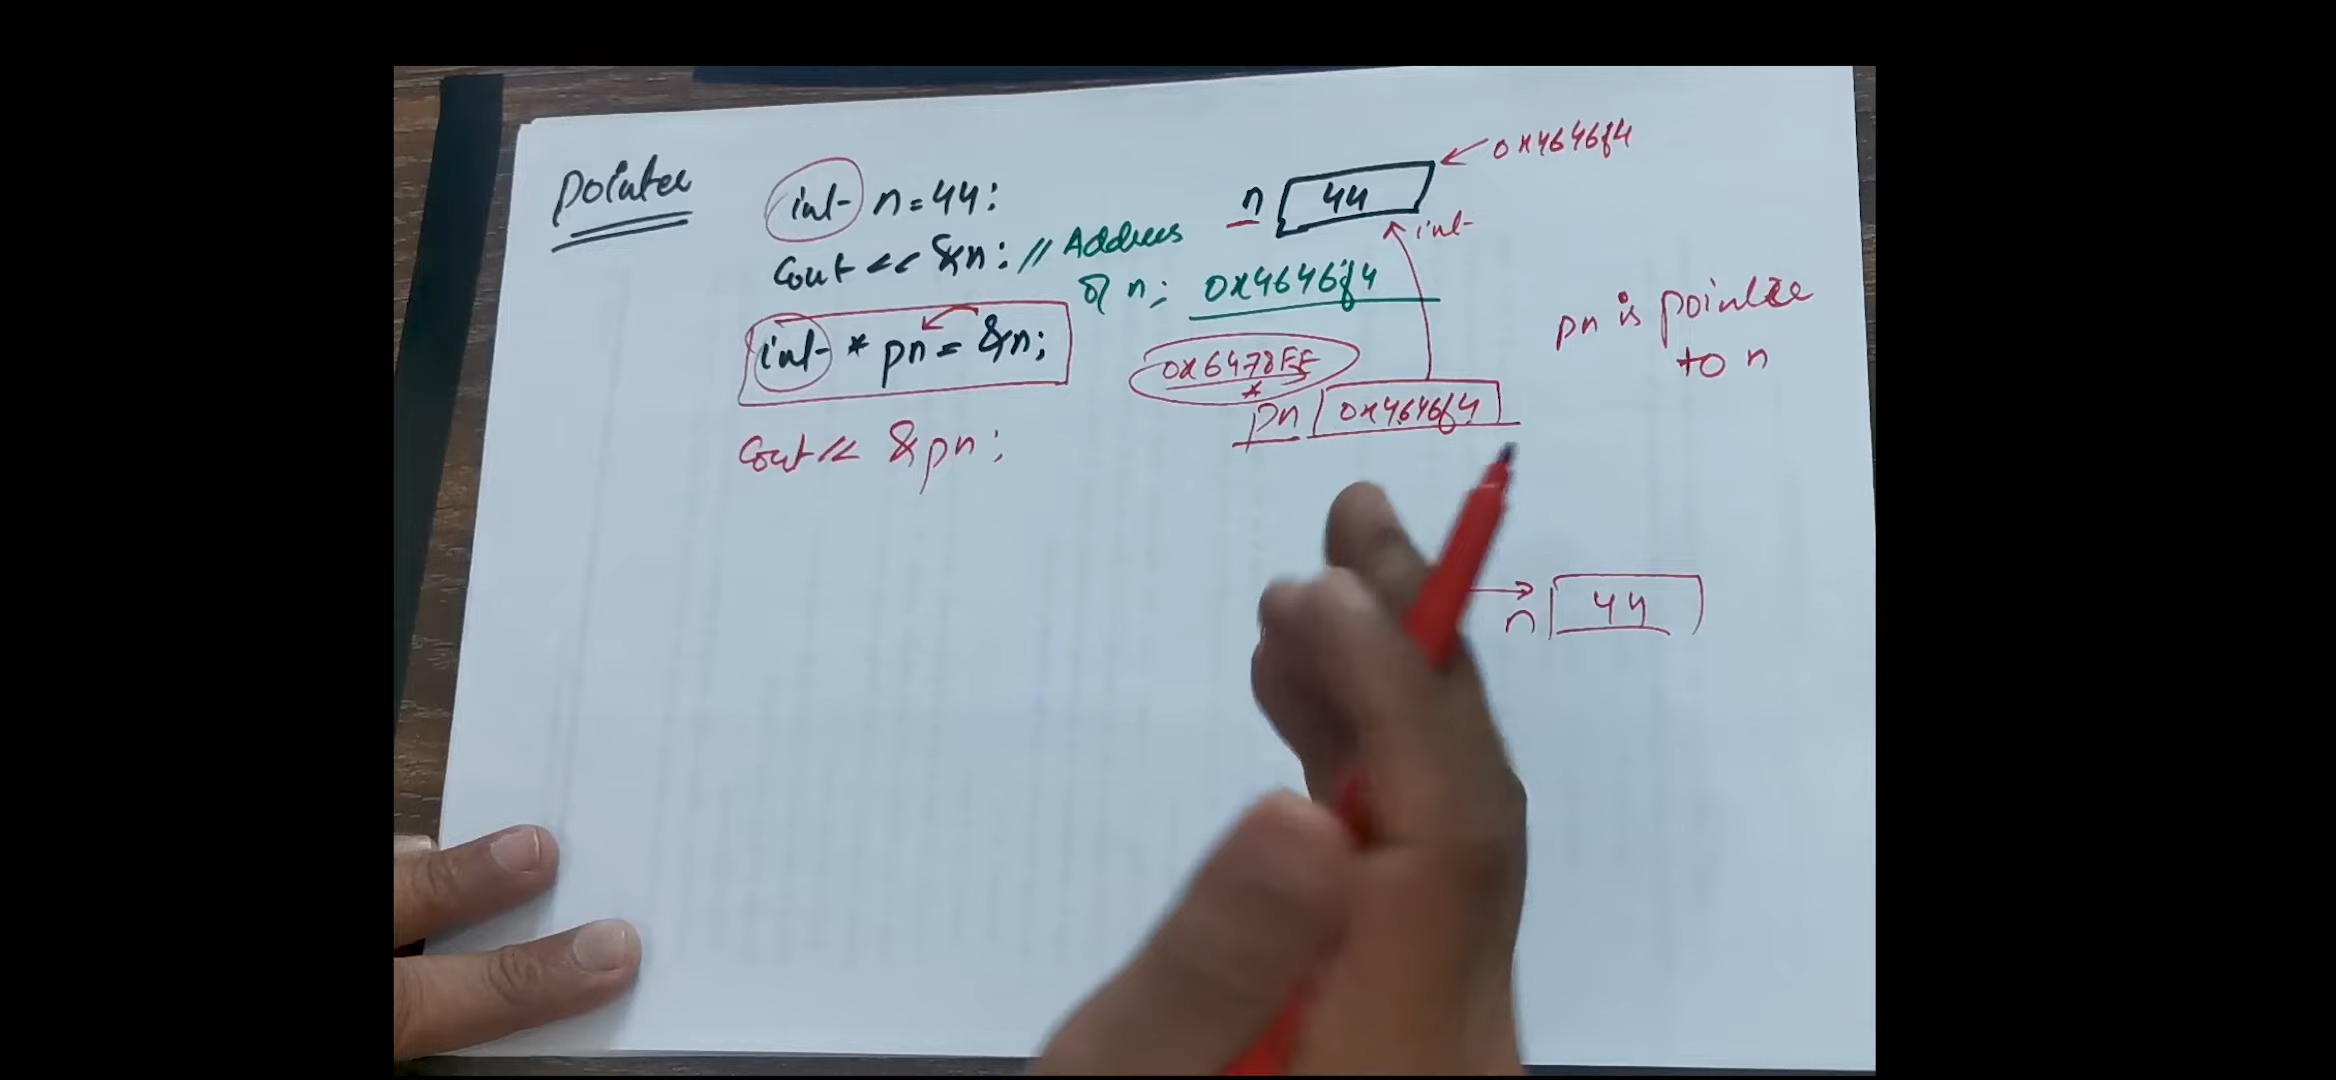 pointer
int n = 44;
Cout << &n; // Address
of n: 0x4646f4
int * pn = &n;
Cout << &pn;
n 44
0x4646f4
int
0x6478FF
*
pn 0x4646f4
pn is pointer
to n
n 44